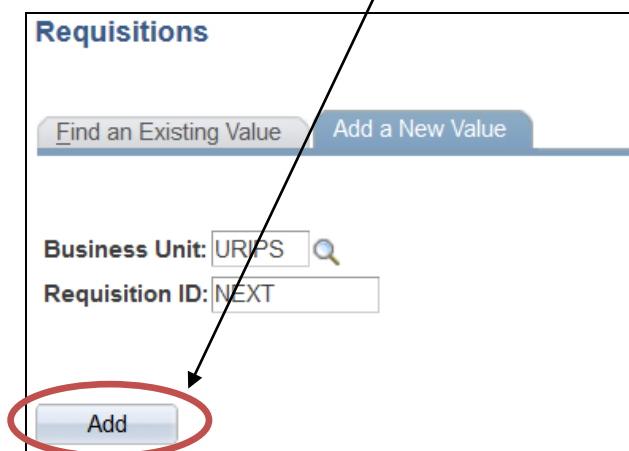 Requisitions
Find an Existing Value Add a New Value
Business Unit: URIPS
Requisition ID: NEXT
Add